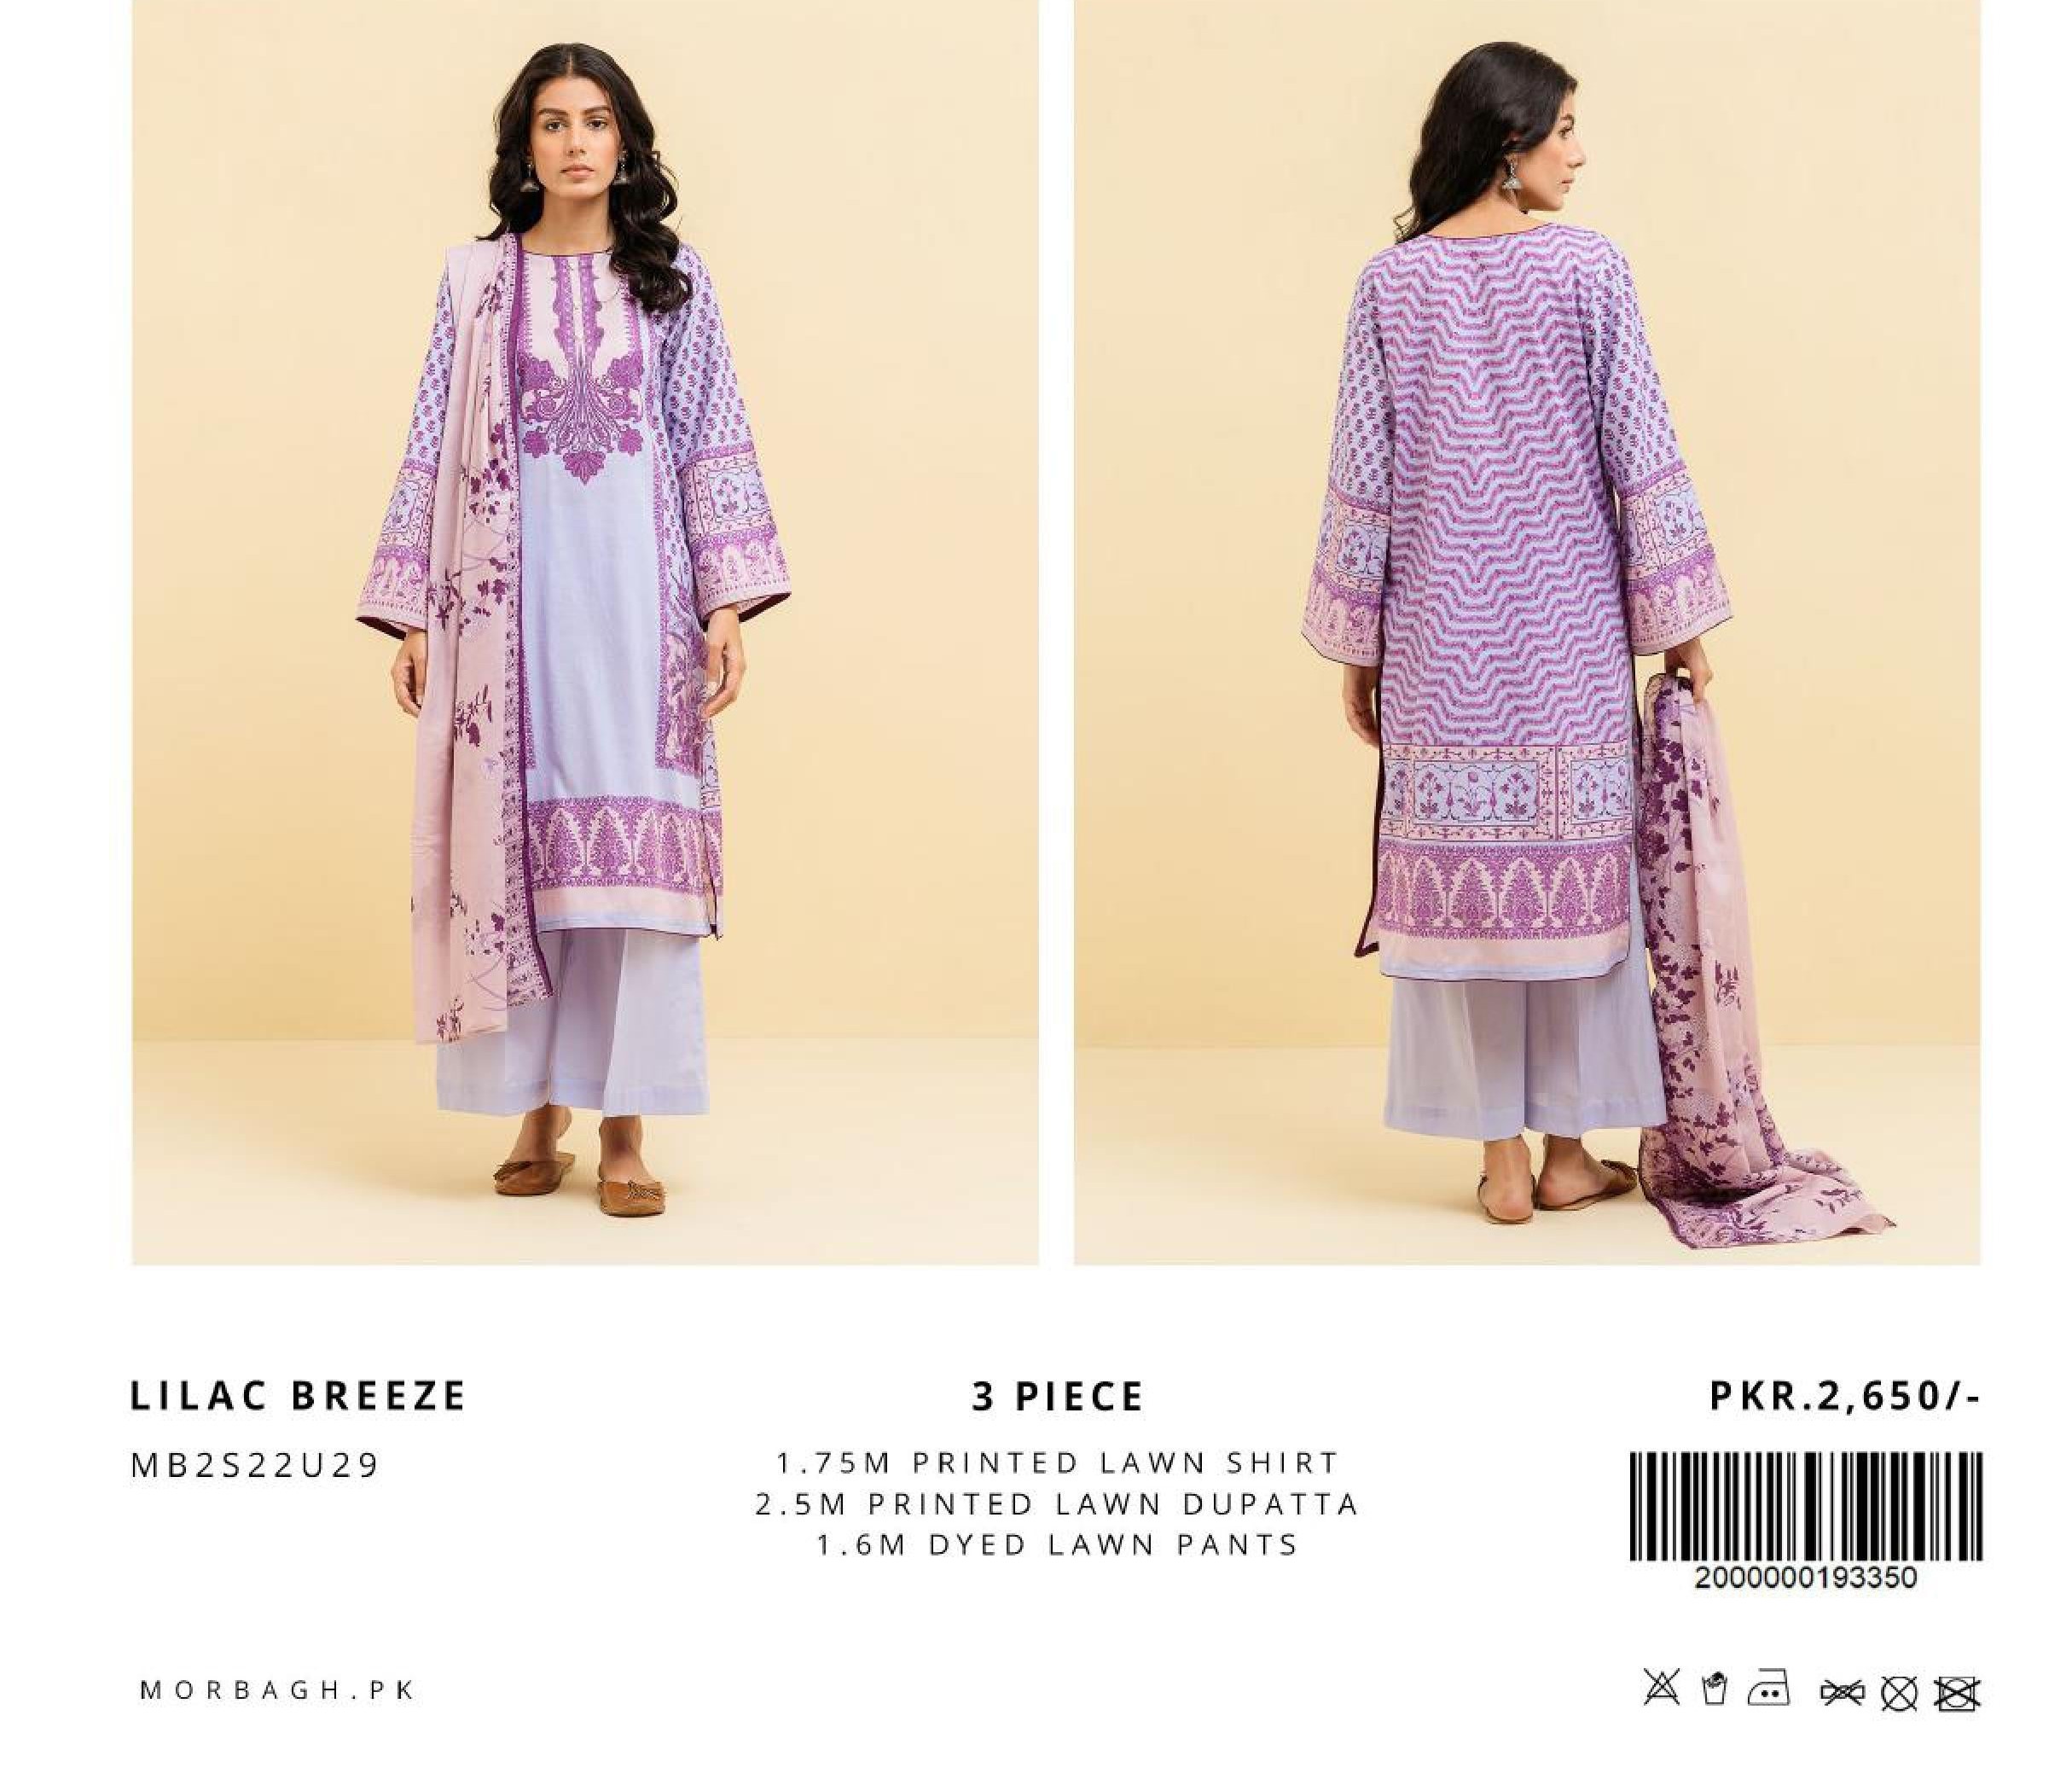 LILAC BREEZE
MB2S22U29
3 PIECE
1.75M PRINTED LAWN SHIRT
2.5M PRINTED LAWN DUPATTA
1.6M DYED LAWN PANTS
PKR.2,650/-
2000000193350
MORBAGH.PK